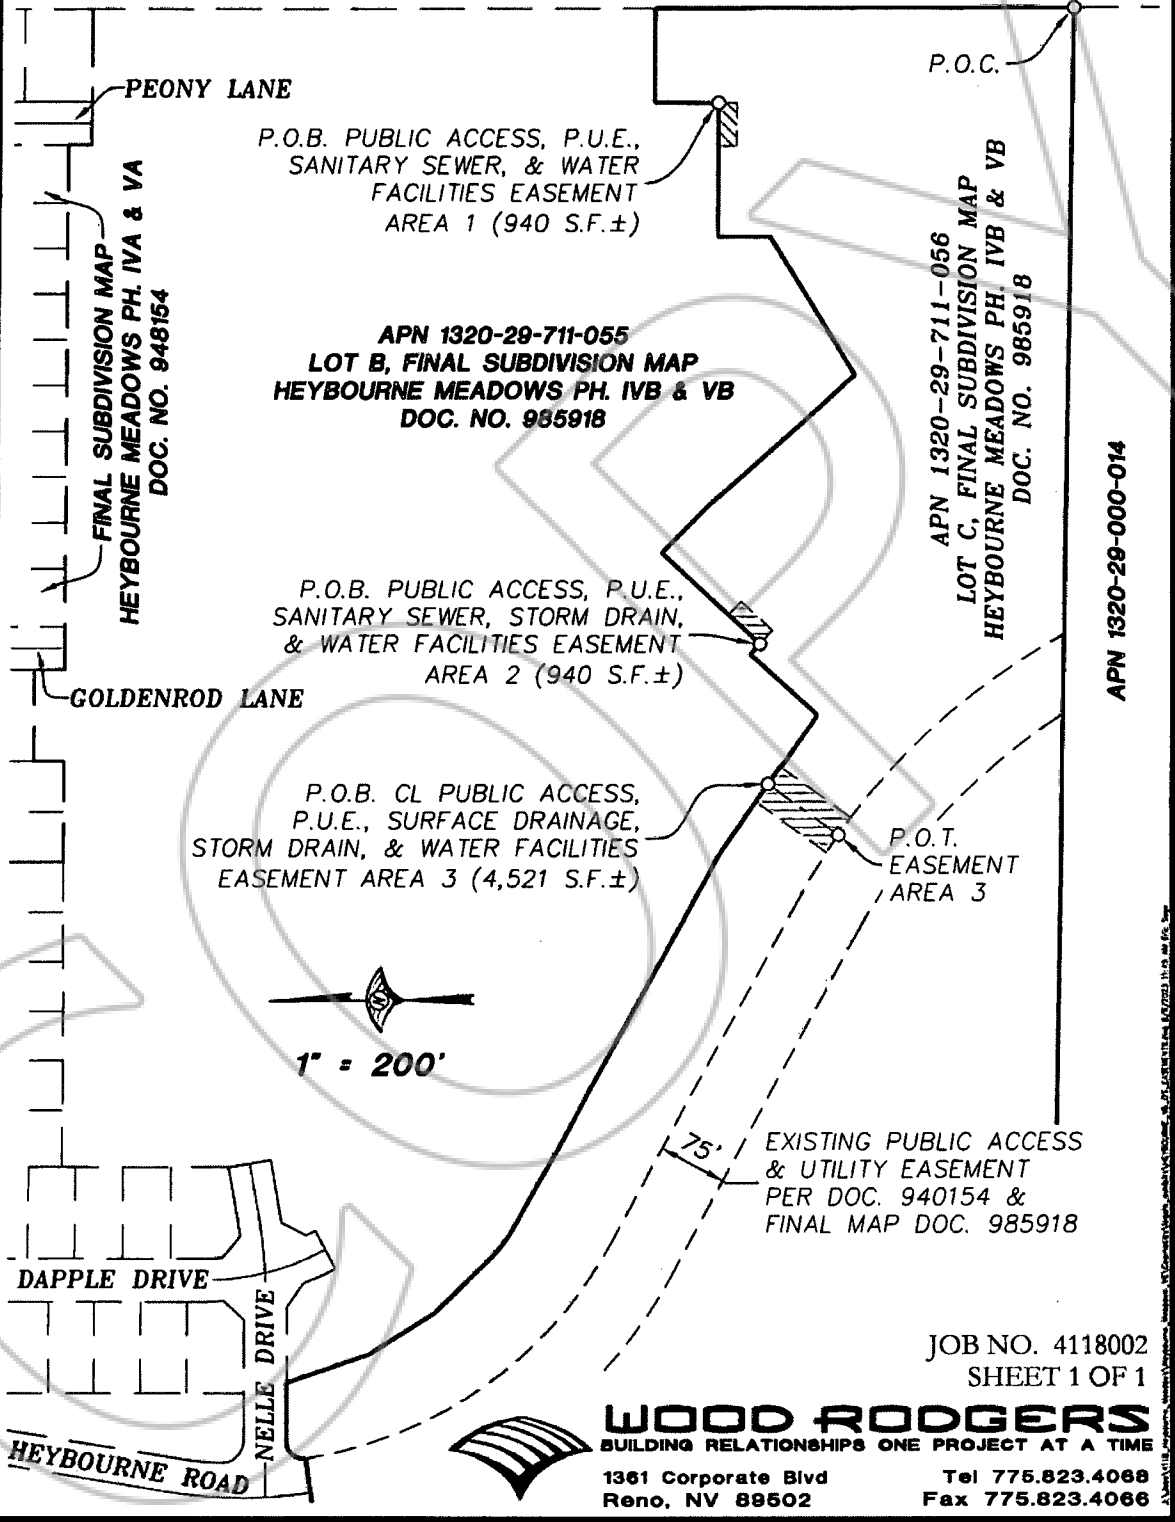 P.O.C.
PEONY LANE
P.O.B. PUBLIC ACCESS, P.U.E.,
SANITARY SEWER, & WATER
FACILITIES EASEMENT
AREA 1 (940 S.F.±)
FINAL SUBDIVISION MAP
HEYBOURNE MEADOWS PH. IVA & VA
DOC. NO. 948154
APN 1320-29-711-055
LOT B, FINAL SUBDIVISION MAP
HEYBOURNE MEADOWS PH. IVB & VB
DOC. NO. 985918
APN 1320-29-711-056
LOT C, FINAL SUBDIVISION MAP
HEYBOURNE MEADOWS PH. IVB & VB
DOC. NO. 985918
APN 1320-29-000-014
P.O.B. PUBLIC ACCESS, P.U.E.,
SANITARY SEWER, STORM DRAIN,
& WATER FACILITIES EASEMENT
AREA 2 (940 S.F.±)
GOLDENROD LANE
P.O.B. CL PUBLIC ACCESS,
P.U.E., SURFACE DRAINAGE,
STORM DRAIN, & WATER FACILITIES
EASEMENT AREA 3 (4,521 S.F.±)
P.O.T.
EASEMENT
AREA 3
N
1" = 200'
75'
EXISTING PUBLIC ACCESS
& UTILITY EASEMENT
PER DOC. 940154 &
FINAL MAP DOC. 985918
DAPPLE DRIVE
NELLE DRIVE
HEYBOURNE ROAD
JOB NO. 4118002
SHEET 1 OF 1
WOOD RODGERS
BUILDING RELATIONSHIPS ONE PROJECT AT A TIME
1361 Corporate Blvd
Reno, NV 89502
Tel 775.823.4068
Fax 775.823.4066
COPY